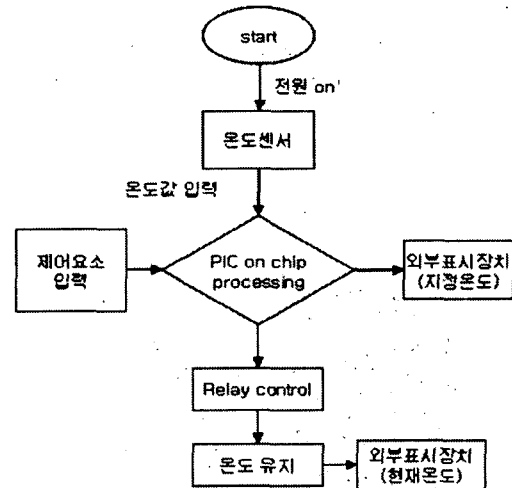 start
전원 on'
온도센서
온도값 입력
제어요소
입력
PIC on chip
processing
외부표시장치
(지정온도)
Relay control
온도 유지
외부표시장치
(현재온도)